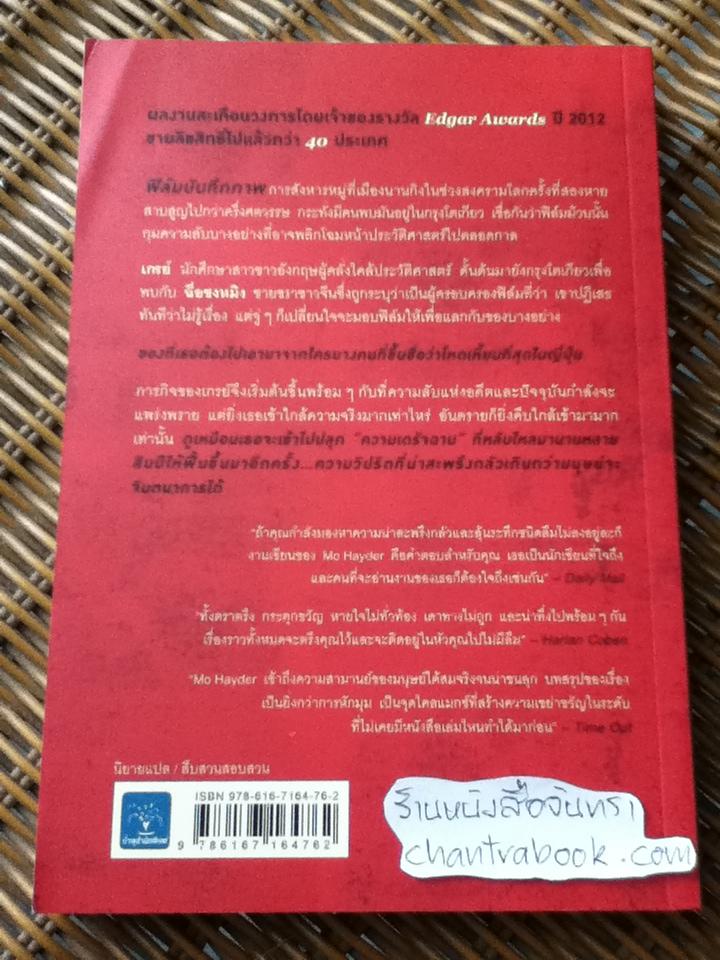 ผลงานสะเทือนวงการโดยเจ้าของรางวัล Edgar Awards ปี 2012
ขายลิขสิทธิ์ไปแล้วกว่า 40 ประเทศ
ฟิล์มบันทึกภาพ การสังหารหมู่ที่เมืองนานกิงในช่วงสงครามโลกครั้งที่สองหาย
สาบสูญไปกว่าครึ่งศตวรรษ กระทั่งมีคนพบมันอยู่ในกรุงโตเกียว เชื่อกันว่าฟิล์มม้วนนั้น
กุมความลับบางอย่างที่อาจพลิกโฉมหน้าประวัติศาสตร์ไปตลอดกาล
เกรย์ นักศึกษาสาวชาวอังกฤษผู้คลั่งไคล้ประวัติศาสตร์ ดั้นด้นมายังกรุงโตเกียวเพื่อ
พบกับ ฉือชงหมิง ชายชราชาวจีนซึ่งถูกระบุว่าเป็นผู้ครอบครองฟิล์มที่ว่า เขาปฏิเสธ
ทันทีว่าไม่รู้เรื่อง แต่จู่ ๆ ก็เปลี่ยนใจจะมอบฟิล์มให้เพื่อแลกกับของบางอย่าง
ของที่เธอต้องไปเอามาจากใครบางคนที่ขึ้นชื่อว่าโหดเหี้ยมที่สุดในญี่ปุ่น
ภารกิจของเกรย์จึงเริ่มต้นขึ้นพร้อม ๆ กับที่ความลับแห่งอดีตและปัจจุบันกำลังจะ
แพร่งพราย แต่ยิ่งเธอเข้าใกล้ความจริงมากเท่าไหร่ อันตรายก็ยิ่งคืบใกล้เข้ามามาก
เท่านั้น ดูเหมือนเธอจะเข้าไปปลุก "ความเดรัจฉาน" ที่หลับใหลมานานหลาย
สิบปีให้ฟื้นขึ้นมาอีกครั้ง...ความวิปริตที่น่าสะพรึงกลัวเกินกว่ามนุษย์จะ
จินตนาการได้
"ถ้าคุณกำลังมองหาความน่าสะพรึงกลัวและลุ้นระทึกชนิดลืมไม่ลงอยู่ละก็
งานเขียนของ Mo Hayder คือคำตอบสำหรับคุณ เธอเป็นนักเขียนที่ใจถึง
และคนที่จะอ่านงานของเธอก็ต้องใจถึงเช่นกัน" – Daily Mail
"ทั้งตราตรึง กระตุกขวัญ หายใจไม่ทั่วท้อง เดาทางไม่ถูก และน่าทึ่งไปพร้อม ๆ กัน
เรื่องราวทั้งหมดจะตรึงคุณไว้และจะติดอยู่ในหัวคุณไปไม่มีลืม" – Harlan Coben
"Mo Hayder เข้าถึงความสามานย์ของมนุษย์ได้สมจริงจนน่าขนลุก บทสรุปของเรื่อง
เป็นยิ่งกว่าการหักมุม เป็นจุดไคลแมกซ์ที่สร้างความเขย่าขวัญในระดับ
ที่ไม่เคยมีหนังสือเล่มไหนทำได้มาก่อน" – Time Out
นิยายแปล / สืบสวนสอบสวน
ISBN 978-616-7164-76-2
9 786167 164762
ร้านหนังสือจันทรา
chantrabook.com